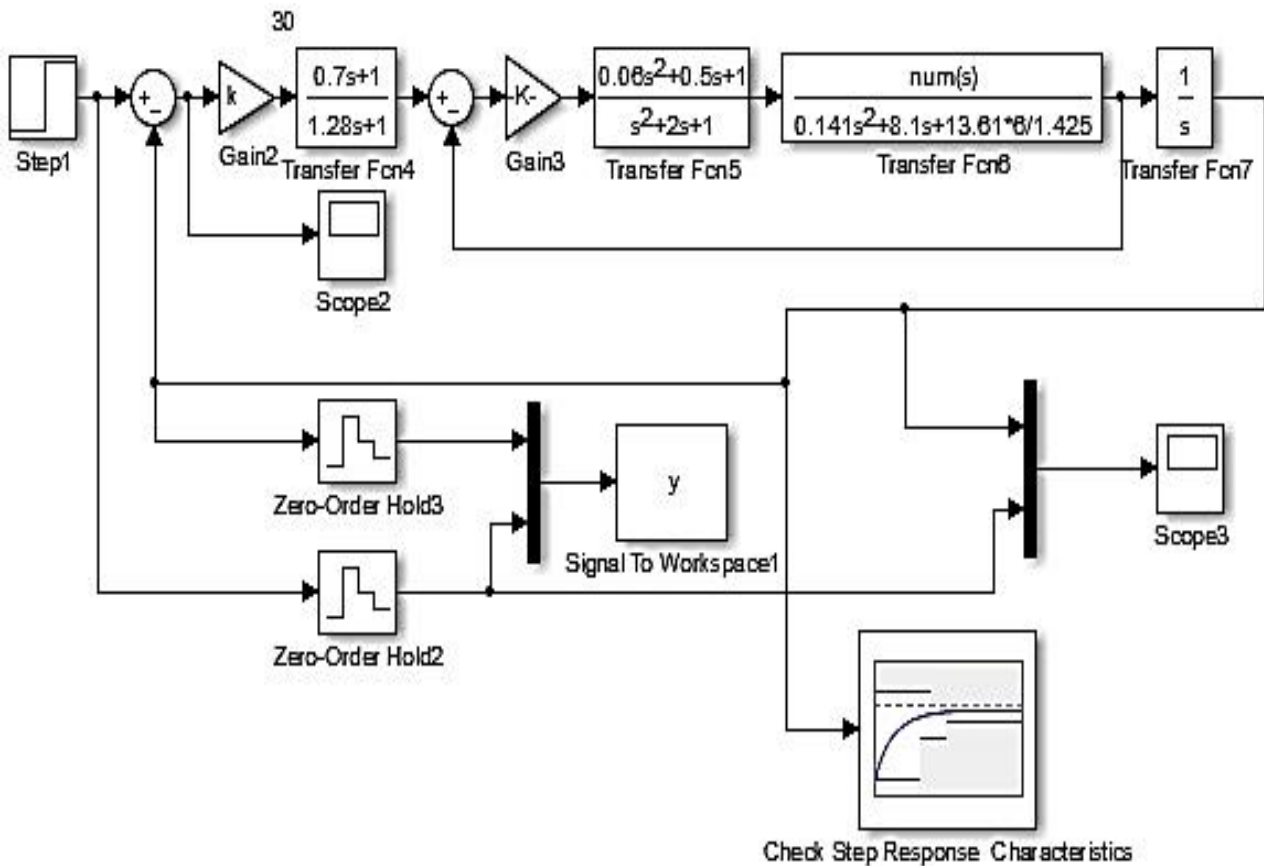 30
Step1
+
−
k
Gain2
0.7s+1
1.28s+1
Transfer Fcn4
+
−
-K-
Gain3
0.06s²+0.5s+1
s²+2s+1
Transfer Fcn5
num(s)
0.141s²+8.1s+13.61*6/1.425
Transfer Fcn6
1
s
Transfer Fcn7
Scope2
Zero-Order Hold3
y
Signal To Workspace1
Scope3
Zero-Order Hold2
Check Step Response Characteristics